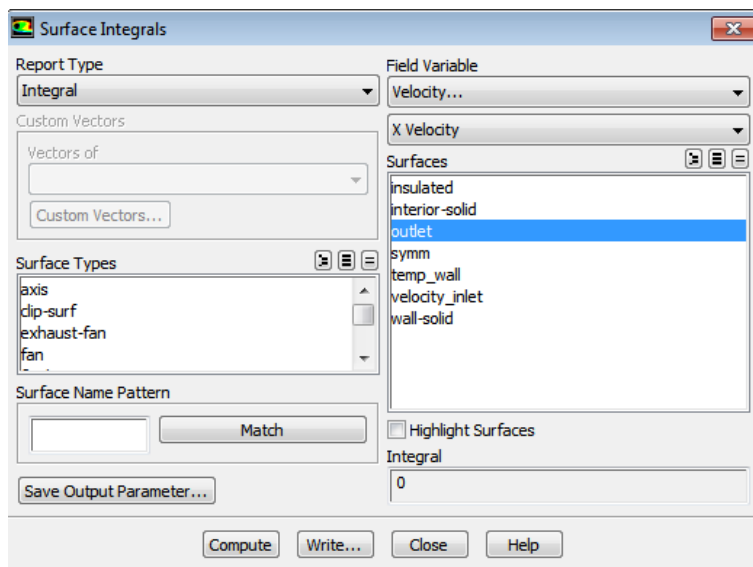 Surface Integrals
Report Type
Integral
Custom Vectors
Vectors of
Custom Vectors...
Surface Types
axis
clip-surf
exhaust-fan
fan
Surface Name Pattern
Match
Save Output Parameter...
Field Variable
Velocity...
X Velocity
Surfaces
insulated
interior-solid
outlet
symm
temp_wall
velocity_inlet
wall-solid
Highlight Surfaces
Integral
0
Compute
Write...
Close
Help